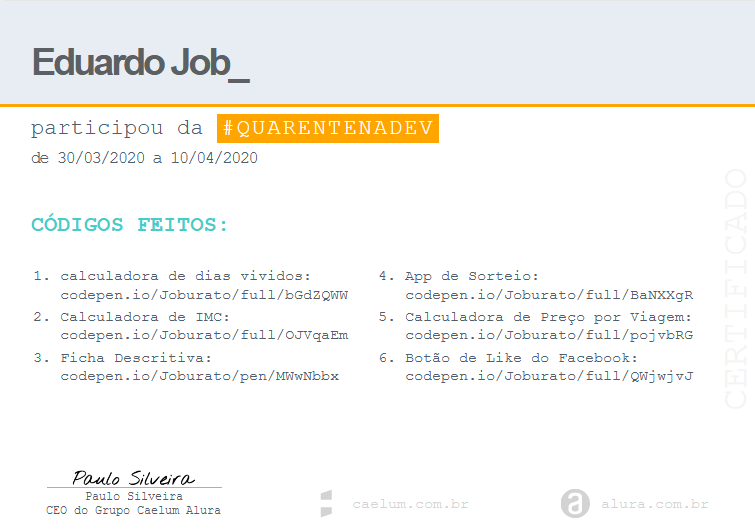 Eduardo Job_
participou da #QUARENTENADEV
de 30/03/2020 a 10/04/2020
CÓDIGOS FEITOS:
1. calculadora de dias vividos:
codepen.io/Joburato/full/bGdZQWW
2. Calculadora de IMC:
codepen.io/Joburato/full/OJVqaEm
3. Ficha Descritiva:
codepen.io/Joburato/pen/MWwNbbx
4. App de Sorteio:
codepen.io/Joburato/full/BaNXXgR
5. Calculadora de Preço por Viagem:
codepen.io/Joburato/full/pojvbRG
6. Botão de Like do Facebook:
codepen.io/Joburato/full/QWjwjvJ
CERTIFICADO
Paulo Silveira
Paulo Silveira
CEO do Grupo Caelum Alura
caelum.com.br
a alura.com.br